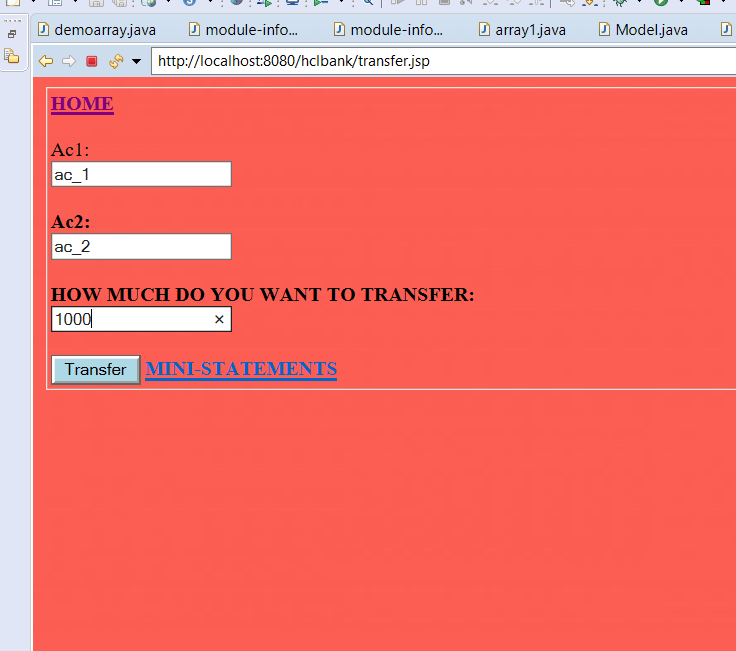 demoarray.java module-info... module-info... array1.java Model.java
http://localhost:8080/hclbank/transfer.jsp
HOME
Ac1:
ac_1
Ac2:
ac_2
HOW MUCH DO YOU WANT TO TRANSFER:
1000
Transfer MINI-STATEMENTS